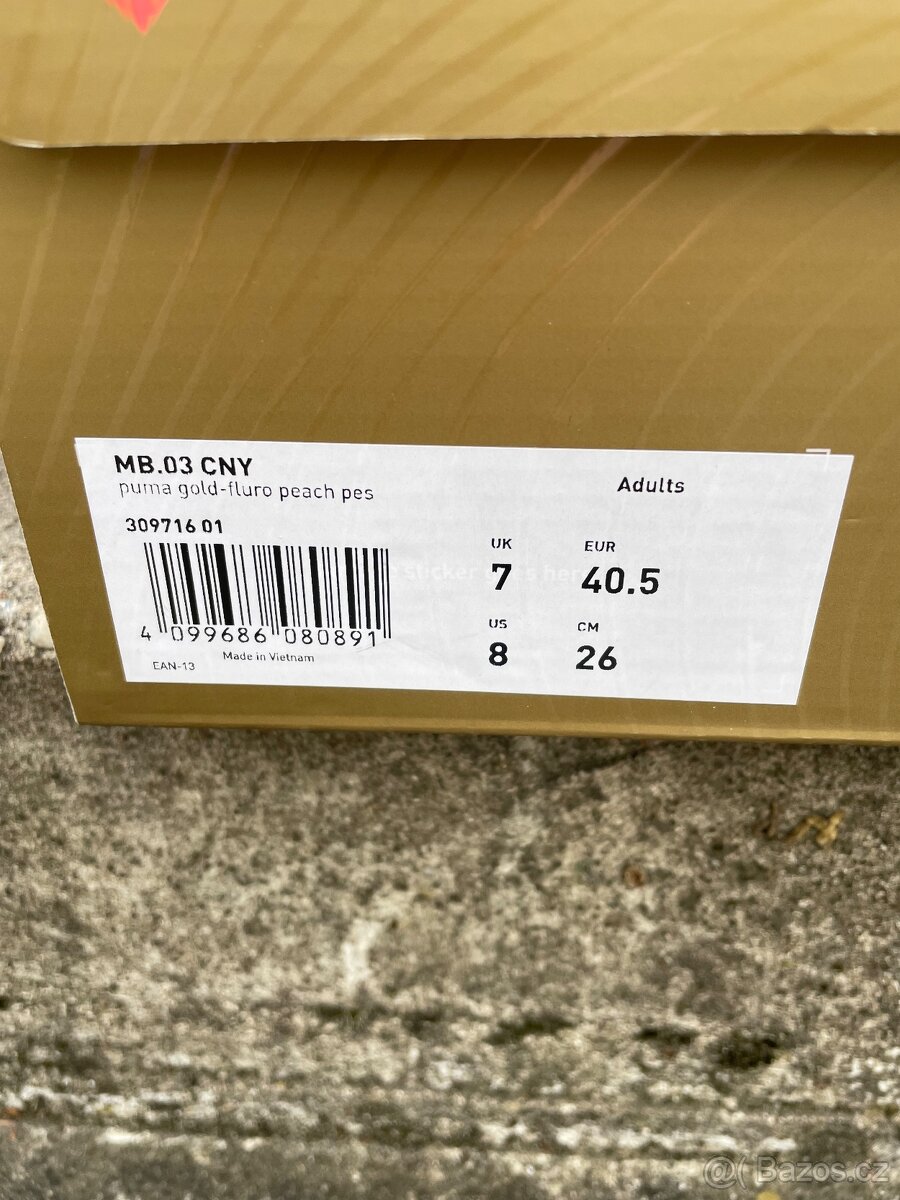 MB.03 CNY
puma gold-fluro peach pes
Adults
309716 01
UK
EUR
7
40.5
US
CM
8
26
4 099686 080891
Made in Vietnam
EAN-13
@( Bazos.cz